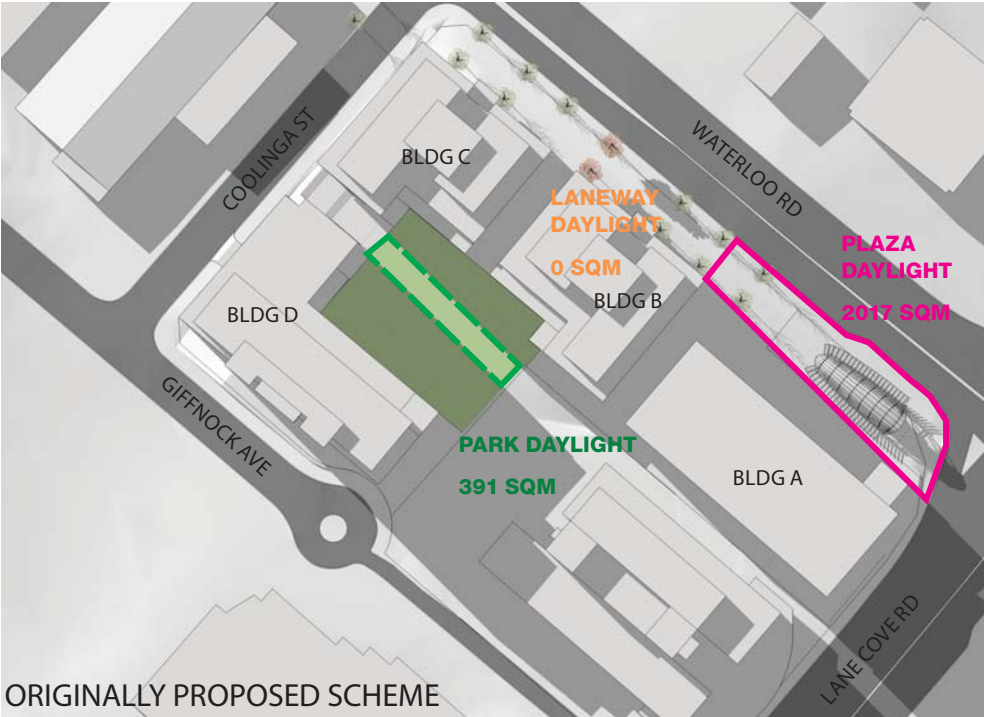 COOLINGA ST
BLDG C
WATERLOO RD
LANEWAY
DAYLIGHT
0 SQM
PLAZA
DAYLIGHT
2017 SQM
BLDG B
BLDG D
GIFFNOCK AVE
PARK DAYLIGHT
391 SQM
BLDG A
LANE COVE RD
ORIGINALLY PROPOSED SCHEME